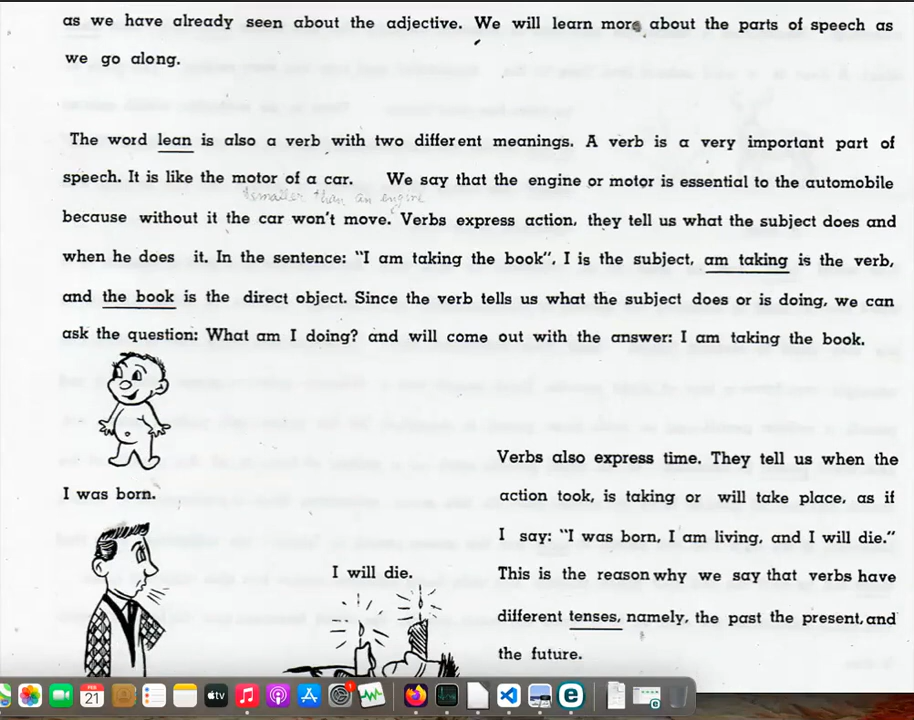 as we have already seen about the adjective. We will learn more about the parts of speech as
we go along.
The word lean is also a verb with two different meanings. A verb is a very important part of
speech. It is like the motor of a car. We say that the engine or motor is essential to the automobile
smaller than an engine
because without it the car won't move. Verbs express action, they tell us what the subject does and
when he does it. In the sentence: "I am taking the book", I is the subject, am taking is the verb,
and the book is the direct object. Since the verb tells us what the subject does or is doing, we can
ask the question: What am I doing? and will come out with the answer: I am taking the book.
I was born.
Verbs also express time. They tell us when the
action took, is taking or will take place, as if
I say: "I was born, I am living, and I will die."
I will die.
This is the reason why we say that verbs have
different tenses, namely, the past the present, and
the future.
FEB
21
tv